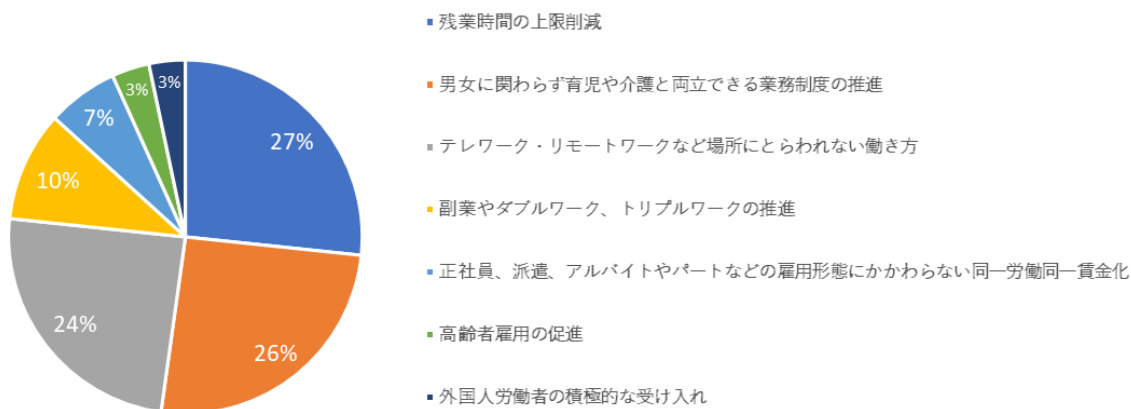 残業時間の上限削減
男女に関わらず育児や介護と両立できる業務制度の推進
テレワーク・リモートワークなど場所にとらわれない働き方
副業やダブルワーク、トリプルワークの推進
正社員、派遣、アルバイトやパートなどの雇用形態にかかわらない同一労働同一賃金化
高齢者雇用の促進
外国人労働者の積極的な受け入れ
27%
26%
24%
10%
7%
3%
3%